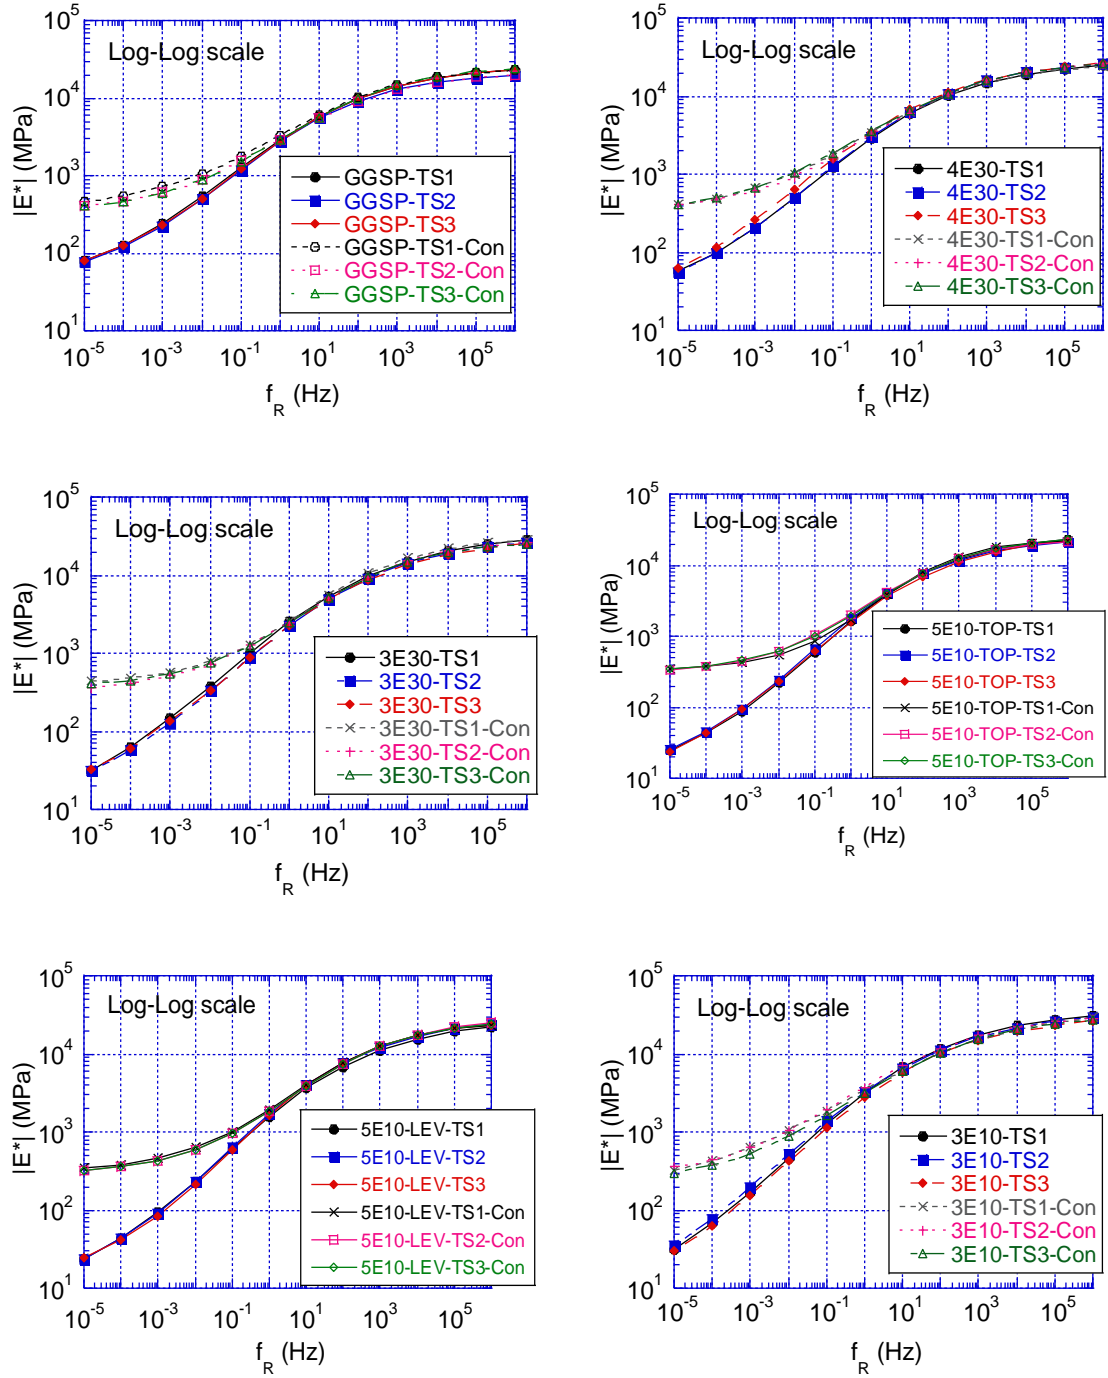 Log-Log scale
|E*| (MPa)
10^5
10^4
10^3
10^2
10^1
GGSP-TS1
GGSP-TS2
GGSP-TS3
GGSP-TS1-Con
GGSP-TS2-Con
GGSP-TS3-Con
10^-5 10^-3 10^-1 10^1 10^3 10^5
f_R (Hz)
Log-Log scale
|E*| (MPa)
10^5
10^4
10^3
10^2
10^1
4E30-TS1
4E30-TS2
4E30-TS3
4E30-TS1-Con
4E30-TS2-Con
4E30-TS3-Con
10^-5 10^-3 10^-1 10^1 10^3 10^5
f_R (Hz)
Log-Log scale
|E*| (MPa)
10^5
10^4
10^3
10^2
10^1
3E30-TS1
3E30-TS2
3E30-TS3
3E30-TS1-Con
3E30-TS2-Con
3E30-TS3-Con
10^-5 10^-3 10^-1 10^1 10^3 10^5
f_R (Hz)
Log-Log scale
|E*| (MPa)
10^5
10^4
10^3
10^2
10^1
5E10-TOP-TS1
5E10-TOP-TS2
5E10-TOP-TS3
5E10-TOP-TS1-Con
5E10-TOP-TS2-Con
5E10-TOP-TS3-Con
10^-5 10^-3 10^-1 10^1 10^3 10^5
f_R (Hz)
Log-Log scale
|E*| (MPa)
10^5
10^4
10^3
10^2
10^1
5E10-LEV-TS1
5E10-LEV-TS2
5E10-LEV-TS3
5E10-LEV-TS1-Con
5E10-LEV-TS2-Con
5E10-LEV-TS3-Con
10^-5 10^-3 10^-1 10^1 10^3 10^5
f_R (Hz)
Log-Log scale
|E*| (MPa)
10^5
10^4
10^3
10^2
10^1
3E10-TS1
3E10-TS2
3E10-TS3
3E10-TS1-Con
3E10-TS2-Con
3E10-TS3-Con
10^-5 10^-3 10^-1 10^1 10^3 10^5
f_R (Hz)